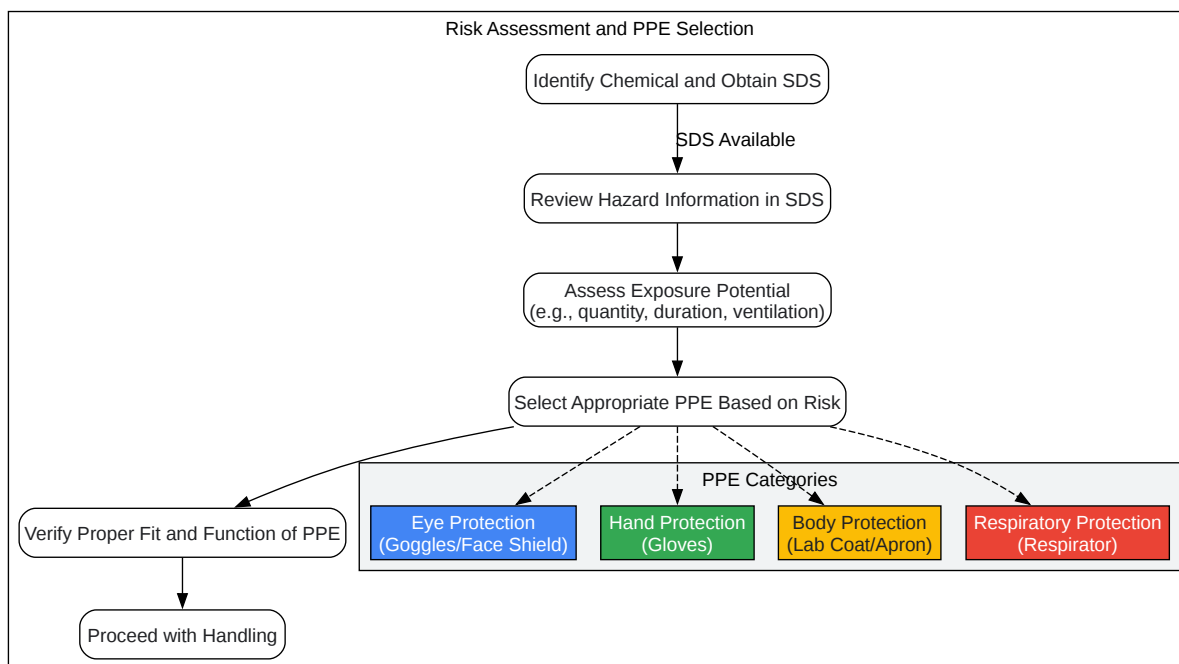 Risk Assessment and PPE Selection
Identify Chemical and Obtain SDS
SDS Available
Review Hazard Information in SDS
Assess Exposure Potential
(e.g., quantity, duration, ventilation)
Select Appropriate PPE Based on Risk
PPE Categories
Verify Proper Fit and Function of PPE
Eye Protection
(Goggles/Face Shield)
Hand Protection
(Gloves)
Body Protection
(Lab Coat/Apron)
Respiratory Protection
(Respirator)
Proceed with Handling